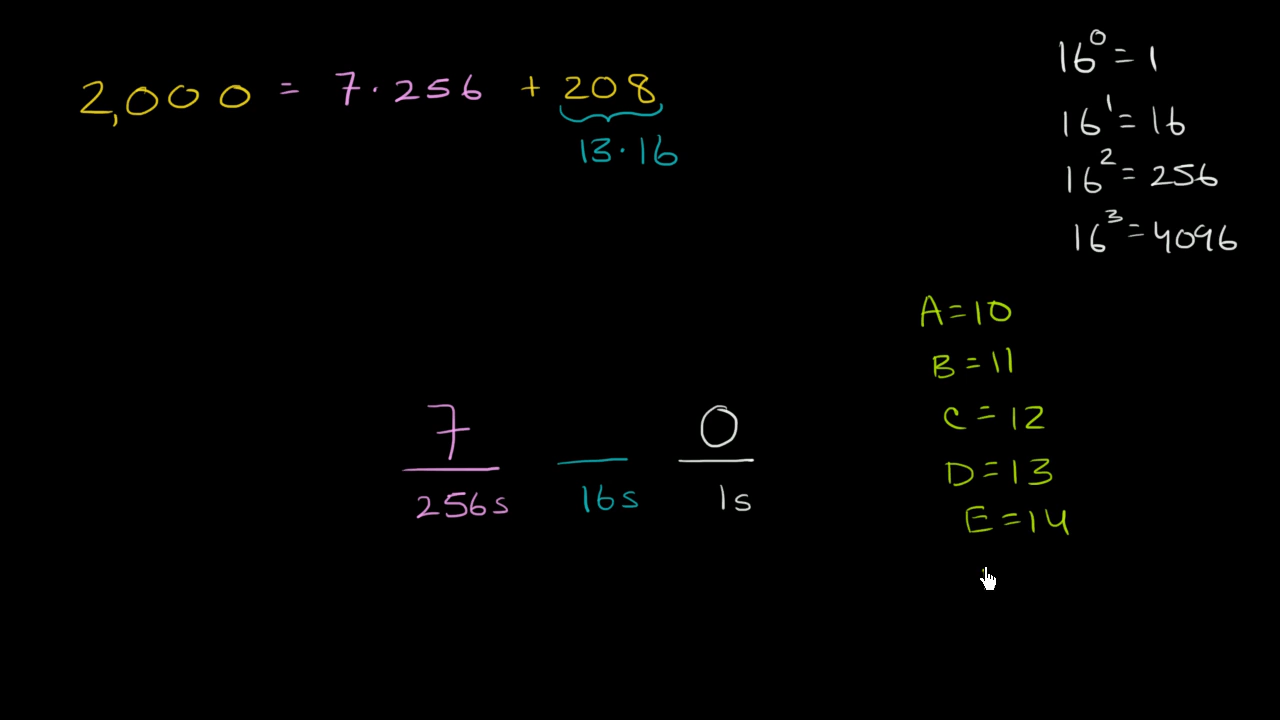 2,000 = 7 · 256 + 208
13 · 16
16⁰ = 1
16¹ = 16
16² = 256
16³ = 4096
A = 10
B = 11
C = 12
D = 13
E = 14
7 0
256s 16s 1s